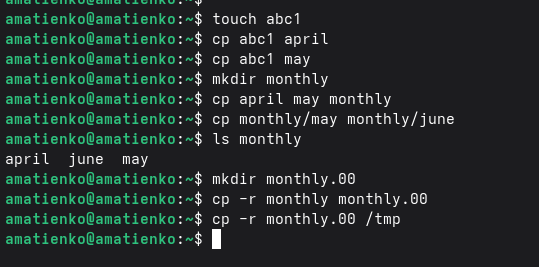 amatienko@amatienko:~$ touch abc1
amatienko@amatienko:~$ cp abc1 april
amatienko@amatienko:~$ cp abc1 may
amatienko@amatienko:~$ mkdir monthly
amatienko@amatienko:~$ cp april may monthly
amatienko@amatienko:~$ cp monthly/may monthly/june
amatienko@amatienko:~$ ls monthly
april  june  may
amatienko@amatienko:~$ mkdir monthly.00
amatienko@amatienko:~$ cp -r monthly monthly.00
amatienko@amatienko:~$ cp -r monthly.00 /tmp
amatienko@amatienko:~$